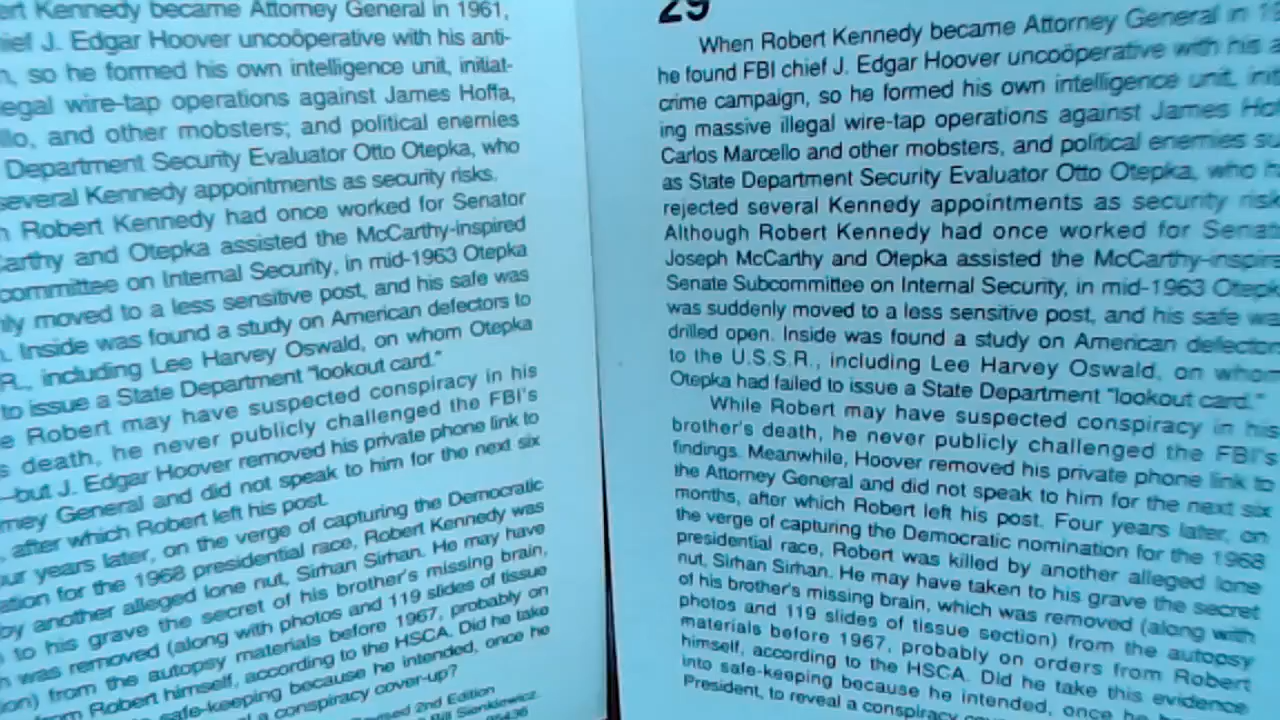 ert Kennedy became Attorney General in 1961,
ief J. Edgar Hoover uncoöperative with his anti-
n, so he formed his own intelligence unit, initiat-
legal wire-tap operations against James Hoffa,
llo, and other mobsters; and political enemies
Department Security Evaluator Otto Otepka, who
several Kennedy appointments as security risks.
h Robert Kennedy had once worked for Senator
Carthy and Otepka assisted the McCarthy-inspired
committee on Internal Security, in mid-1963 Otepka
nly moved to a less sensitive post, and his safe was
n. Inside was found a study on American defectors to
R., including Lee Harvey Oswald, on whom Otepka
to issue a State Department "lookout card."
e Robert may have suspected conspiracy in his
s death, he never publicly challenged the FBI's
—but J. Edgar Hoover removed his private phone link to
rney General and did not speak to him for the next six
, after which Robert left his post.
ur years later, on the verge of capturing the Democratic
ation for the 1968 presidential race, Robert Kennedy was
by another alleged lone nut, Sirhan Sirhan. He may have
to his grave the secret of his brother's missing brain,
h was removed (along with photos and 119 slides of tissue
ion) from the autopsy materials before 1967, probably on
from Robert himself, according to the HSCA. Did he take
safe-keeping because he intended, once he
l a conspiracy cover-up?
2nd Edition
Bill Sienkiewicz.
29
When Robert Kennedy became Attorney General in 1
he found FBI chief J. Edgar Hoover uncoöperative with his a
crime campaign, so he formed his own intelligence unit, init
ing massive illegal wire-tap operations against James Ho
Carlos Marcello and other mobsters, and political enemies su
as State Department Security Evaluator Otto Otepka, who h
rejected several Kennedy appointments as security risk
Although Robert Kennedy had once worked for Senat
Joseph McCarthy and Otepka assisted the McCarthy-inspire
Senate Subcommittee on Internal Security, in mid-1963 Otepk
was suddenly moved to a less sensitive post, and his safe wa
drilled open. Inside was found a study on American defector
to the U.S.S.R., including Lee Harvey Oswald, on whom
Otepka had failed to issue a State Department "lookout card."
While Robert may have suspected conspiracy in his
brother's death, he never publicly challenged the FBI's
findings. Meanwhile, Hoover removed his private phone link to
the Attorney General and did not speak to him for the next six
months, after which Robert left his post. Four years later, on
the verge of capturing the Democratic nomination for the 1968
presidential race, Robert was killed by another alleged lone
nut, Sirhan Sirhan. He may have taken to his grave the secret
of his brother's missing brain, which was removed (along with
photos and 119 slides of tissue section) from the autopsy
materials before 1967, probably on orders from Robert
himself, according to the HSCA. Did he take this evidence
into safe-keeping because he intended, once he
President, to reveal a conspiracy cov